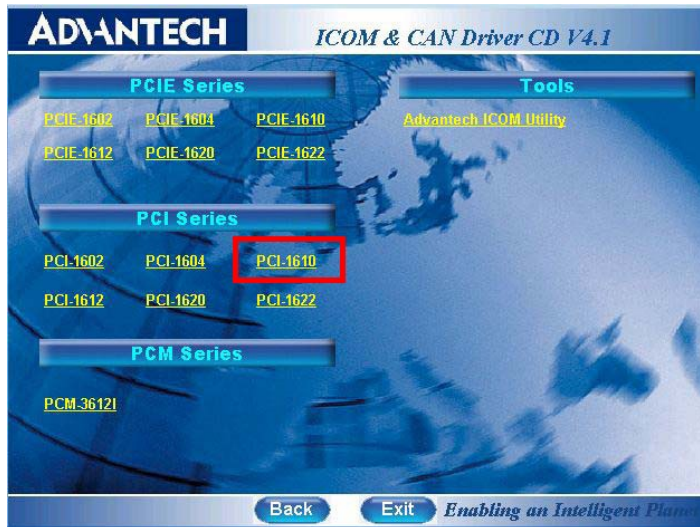 ADVANTECH
ICOM & CAN Driver CD V4.1
PCIE Series
PCIE-1602 PCIE-1604 PCIE-1610
PCIE-1612 PCIE-1620 PCIE-1622
PCI Series
PCI-1602 PCI-1604 PCI-1610
PCI-1612 PCI-1620 PCI-1622
PCM Series
PCM-3612I
Tools
Advantech ICOM Utility
Back Exit Enabling an Intelligent